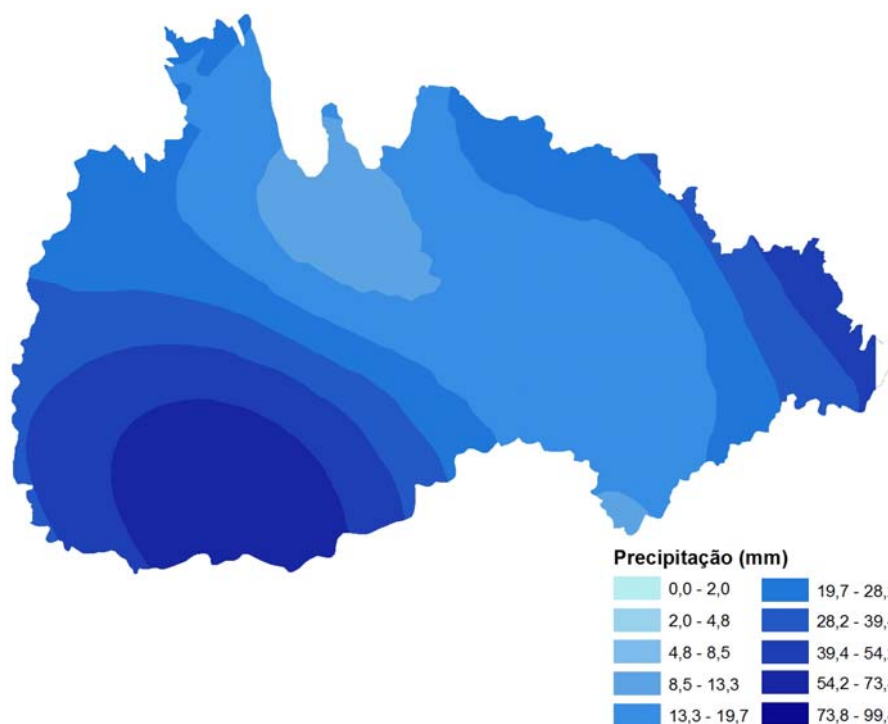 Precipitação (mm)
0,0 - 2,0
2,0 - 4,8
4,8 - 8,5
8,5 - 13,3
13,3 - 19,7
19,7 - 28,
28,2 - 39,
39,4 - 54,
54,2 - 73,
73,8 - 99,